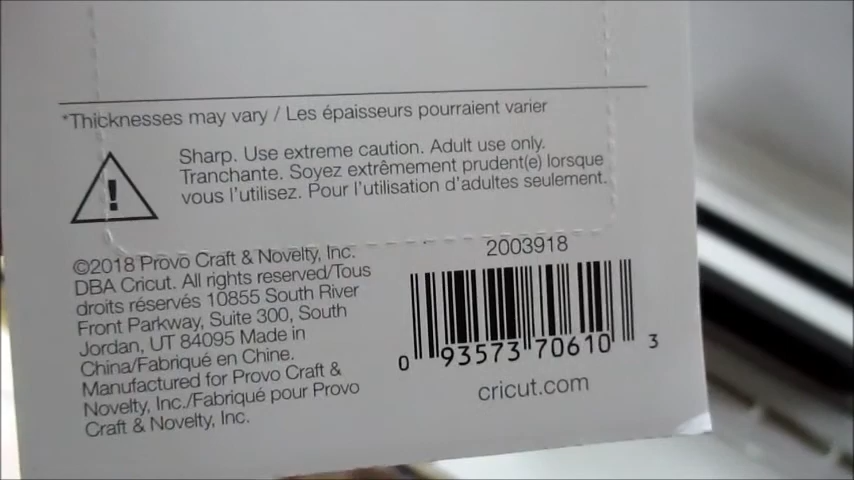 *Thicknesses may vary / Les épaisseurs pourraient varier
Sharp. Use extreme caution. Adult use only.
Tranchante. Soyez extrêmement prudent(e) lorsque
vous l'utilisez. Pour l'utilisation d'adultes seulement.
!
©2018 Provo Craft & Novelty, Inc.
DBA Cricut. All rights reserved/Tous
droits réservés 10855 South River
Front Parkway, Suite 300, South
Jordan, UT 84095 Made in
China/Fabriqué en Chine.
Manufactured for Provo Craft &
Novelty, Inc./Fabriqué pour Provo
Craft & Novelty, Inc.
2003918
0 93573 70610 3
cricut.com